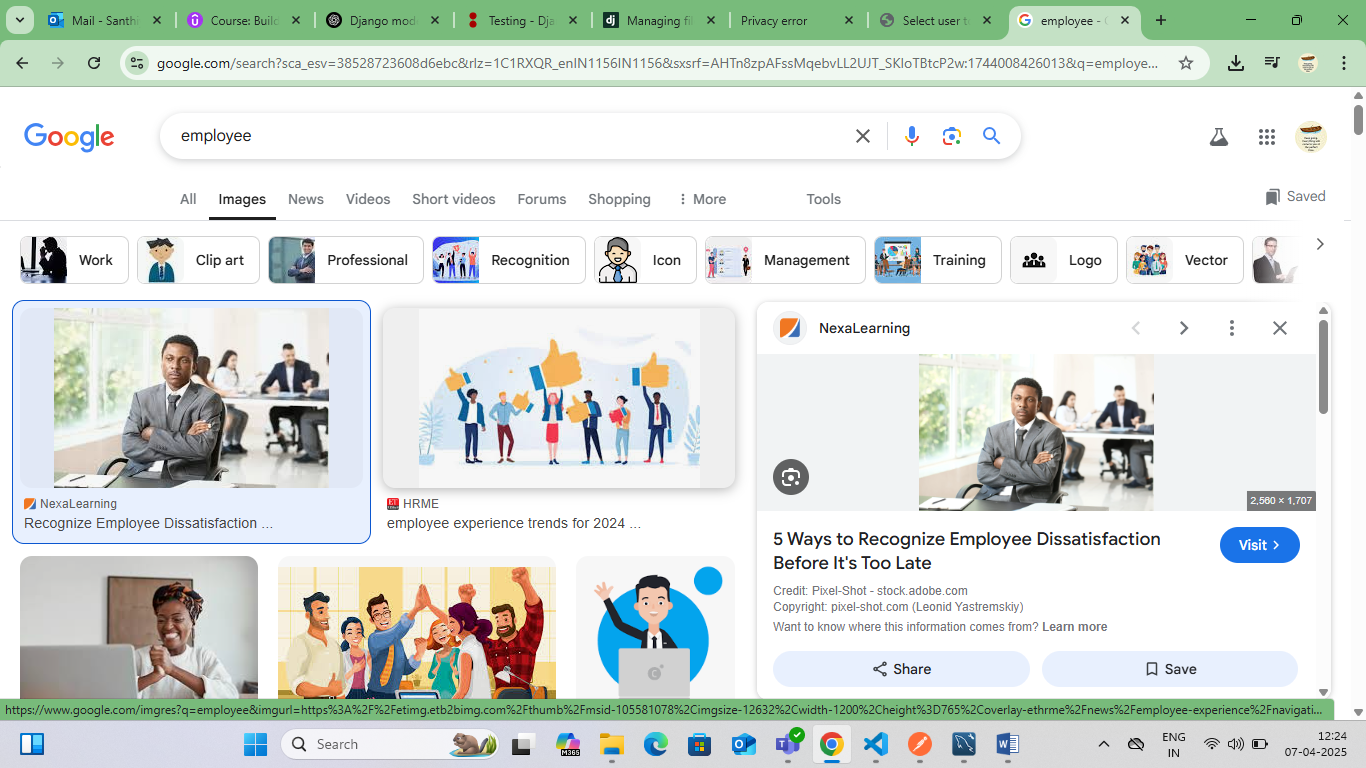 Mail - Santhi
Course: Buil
Django mod
Testing - Dja
dj
Managing fil
Privacy error
Select user t
employee - G
google.com/search?sca_esv=38528723608d6ebc&rlz=1C1RXQR_enIN1156IN1156&sxsrf=AHTn8zpAFssMqebvLL2UJT_SKIoTBtcP2w:1744008426013&q=employe...
Google
employee
All
Images
News
Videos
Short videos
Forums
Shopping
More
Tools
Saved
Work
Clip art
Professional
Recognition
Icon
Management
Training
Logo
Vector
NexaLearning
Recognize Employee Dissatisfaction ...
HRME
employee experience trends for 2024 ...
NexaLearning
2,560 × 1,707
5 Ways to Recognize Employee Dissatisfaction
Before It's Too Late
Visit
Credit: Pixel-Shot - stock.adobe.com
Copyright: pixel-shot.com (Leonid Yastremskiy)
Want to know where this information comes from? Learn more
Share
Save
https://www.google.com/imgres?q=employee&imgurl=https%3A%2F%2Fetimg.etb2bimg.com%2Fthumb%2Fmsid-105581078%2Cimgsize-12632%2Cwidth-1200%2Cheight%3D765%2Coverlay-ethrme%2Fnews%2Femployee-experience%2Fnavigati...
Search
M365
ENG
IN
12:24
07-04-2025